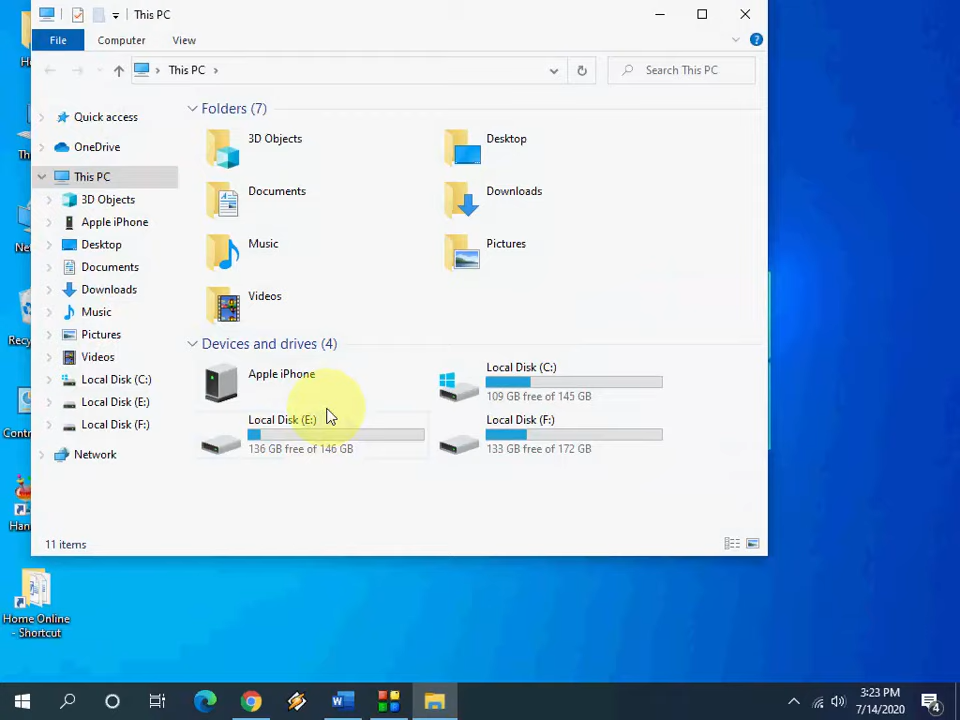 This PC
File
Computer
View
This PC
Search This PC
Quick access
OneDrive
This PC
3D Objects
Apple iPhone
Desktop
Documents
Downloads
Music
Pictures
Videos
Local Disk (C:)
Local Disk (E:)
Local Disk (F:)
Network
Folders (7)
3D Objects
Desktop
Documents
Downloads
Music
Pictures
Videos
Devices and drives (4)
Apple iPhone
Local Disk (C:)
109 GB free of 145 GB
Local Disk (E:)
136 GB free of 146 GB
Local Disk (F:)
133 GB free of 172 GB
11 items
Home Online
- Shortcut
3:23 PM
7/14/2020
4